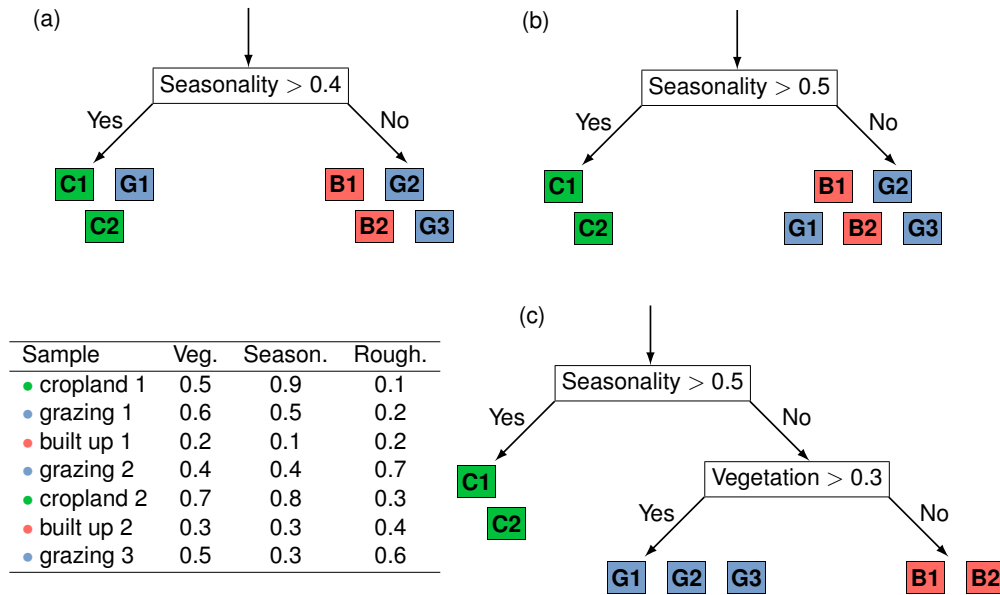 (a)
Seasonality > 0.4
Yes
No
C1 G1
C2
B1 G2
B2 G3
(b)
Seasonality > 0.5
Yes
No
C1
C2
B1 G2
G1 B2 G3
Sample Veg. Season. Rough.
cropland 1 0.5 0.9 0.1
grazing 1 0.6 0.5 0.2
built up 1 0.2 0.1 0.2
grazing 2 0.4 0.4 0.7
cropland 2 0.7 0.8 0.3
built up 2 0.3 0.3 0.4
grazing 3 0.5 0.3 0.6
(c)
Seasonality > 0.5
Yes
No
C1
C2
Vegetation > 0.3
Yes
No
G1 G2 G3
B1 B2